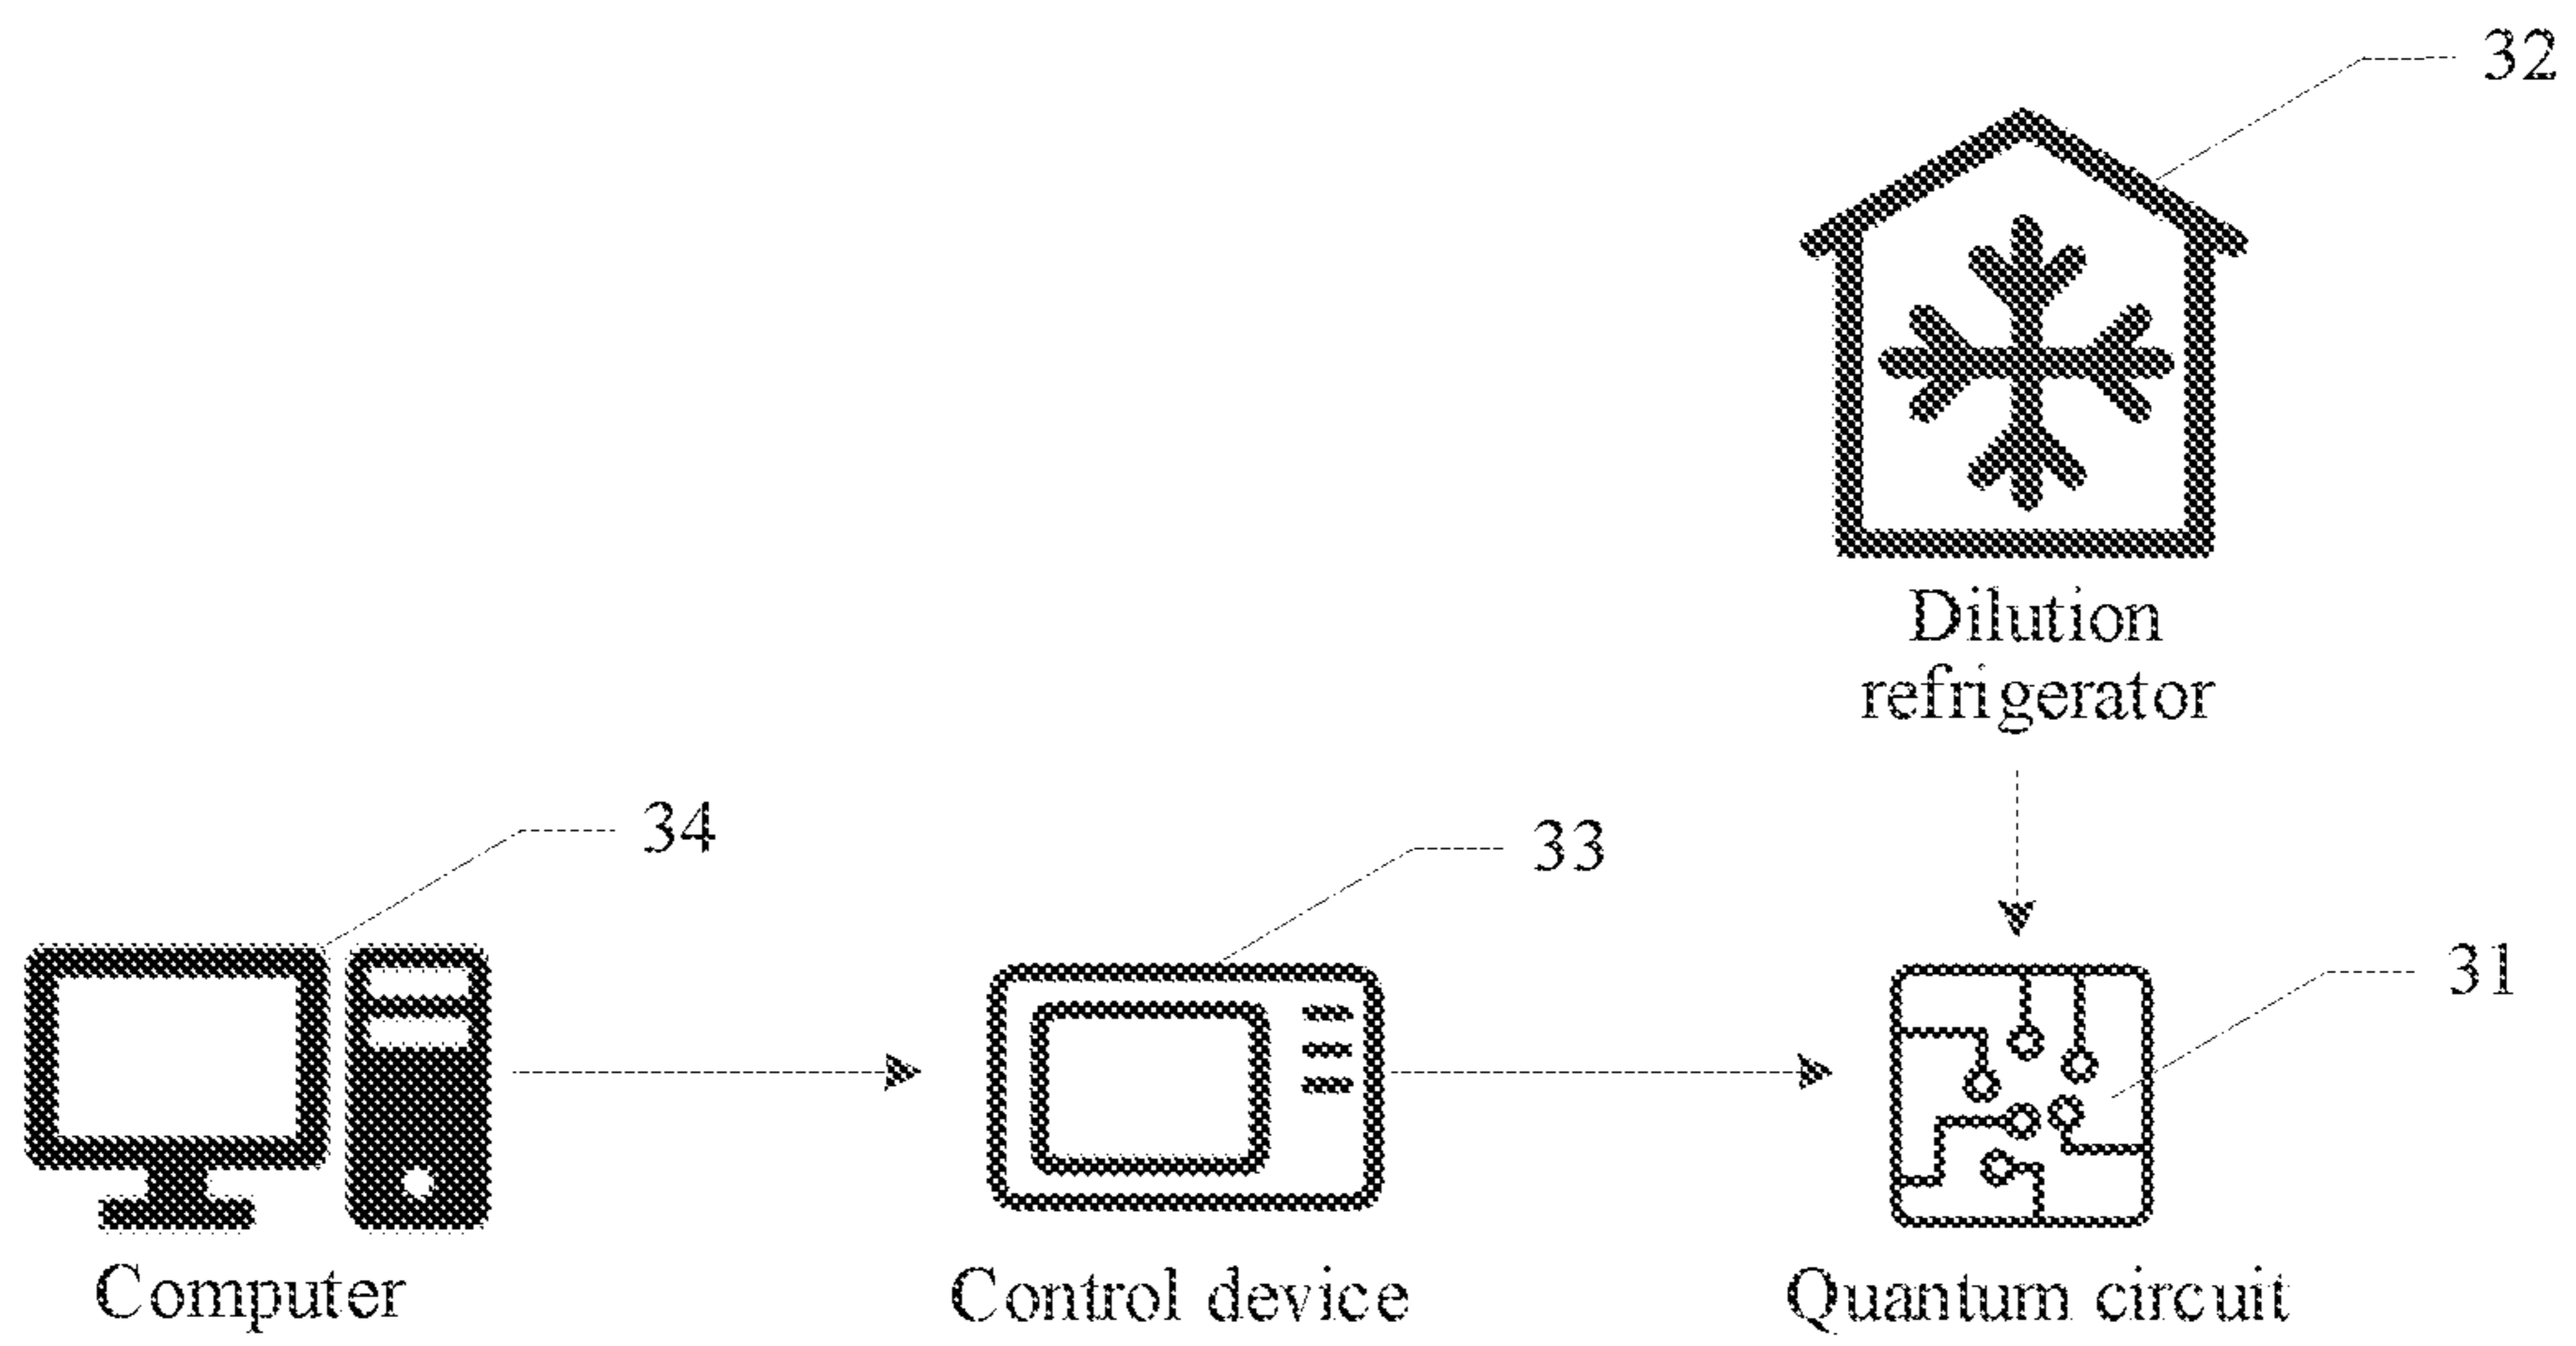 32
Dilution
refrigerator
34
33
31
Computer
Control device
Quantum circuit